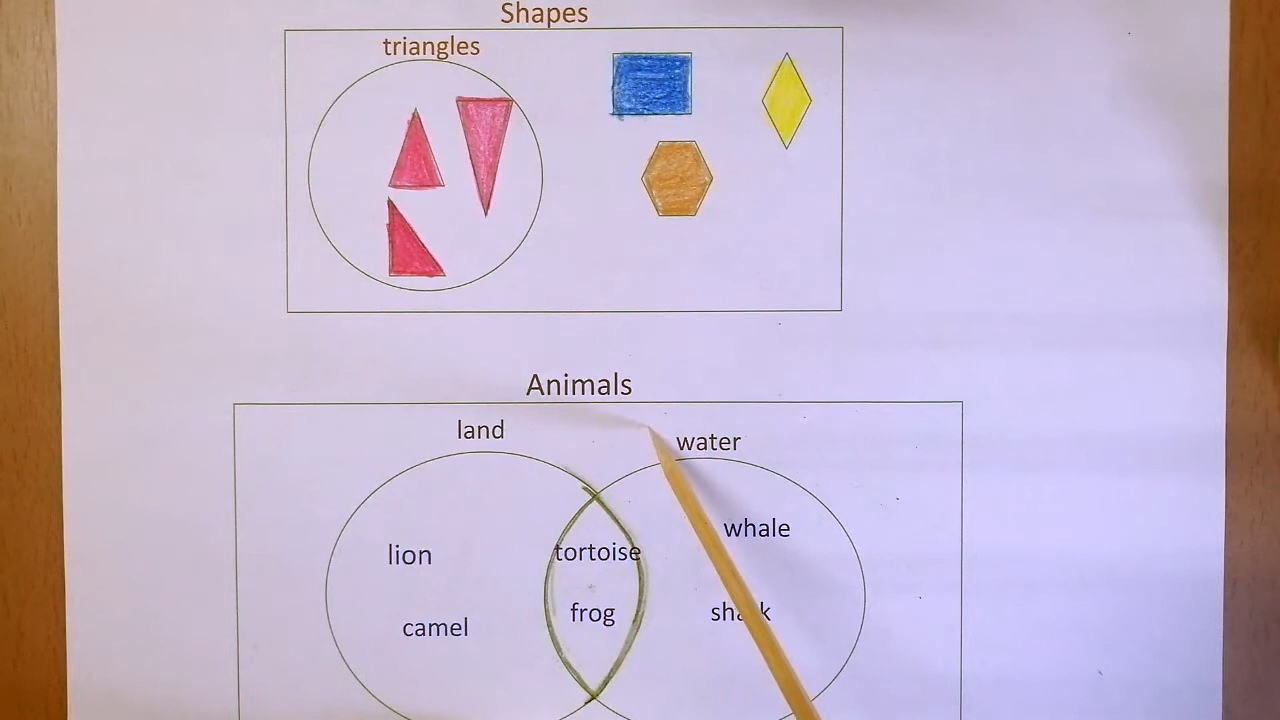 Shapes
triangles
Animals
land
water
whale
lion
tortoise
frog
camel